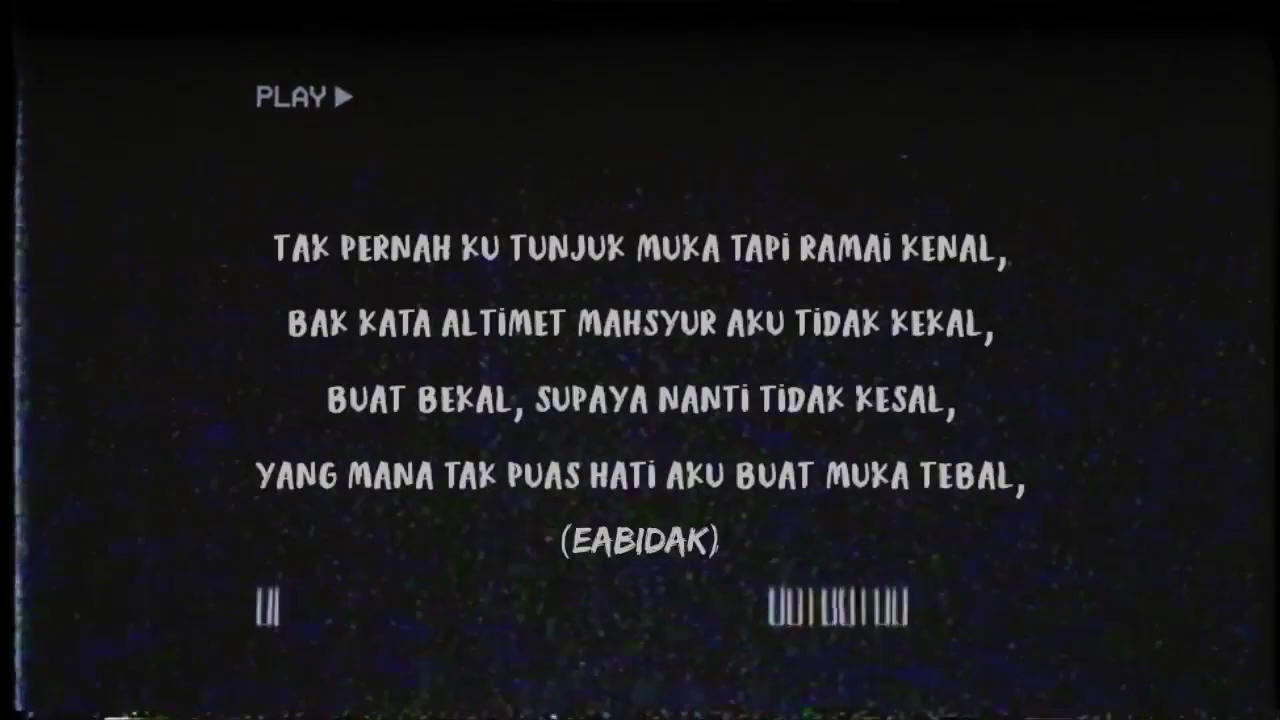 PLAY ▶
TAK PERNAH KU TUNJUK MUKA TAPI RAMAI KENAL,
BAK KATA ALTIMET MAHSYUR AKU TIDAK KEKAL,
BUAT BEKAL, SUPAYA NANTI TIDAK KESAL,
YANG MANA TAK PUAS HATI AKU BUAT MUKA TEBAL,
(EABIDAK)